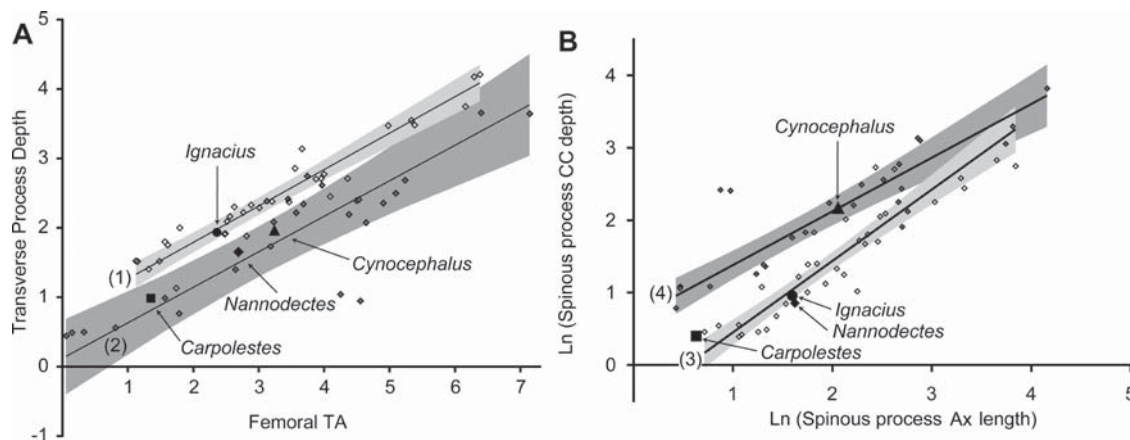 A
5
4
3
2
1
0
-1
Transverse Process Depth
1
2
3
4
5
6
7
Femoral TA
Ignacius
Cynocephalus
Nannodectes
Carpolestes
(1)
(2)
B
4
3
2
1
0
Ln (Spinous process CC depth)
1
2
3
4
5
Ln (Spinous process Ax length)
Cynocephalus
Ignacius
Nannodectes
Carpolestes
(4)
(3)